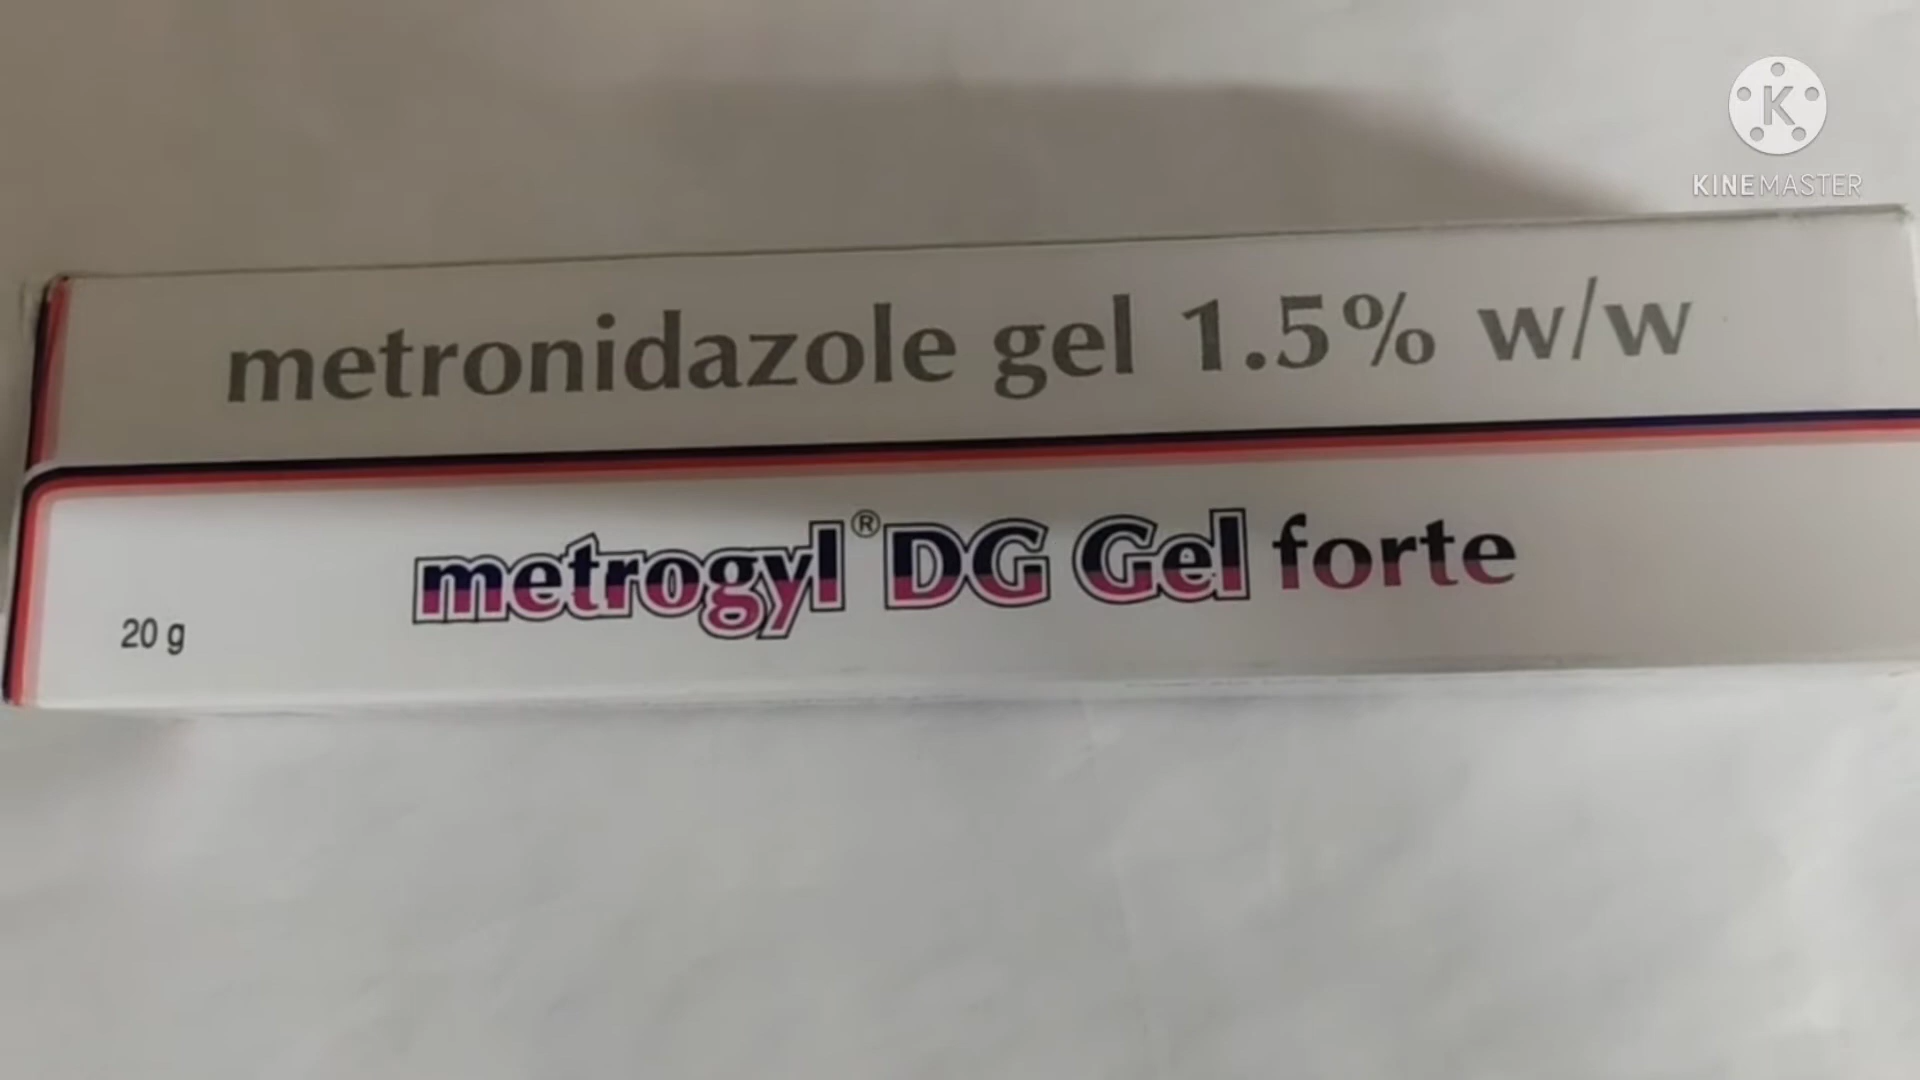 K
KINEMASTER
metronidazole gel 1.5% w/w
metrogyl® DG Gel forte
20 g